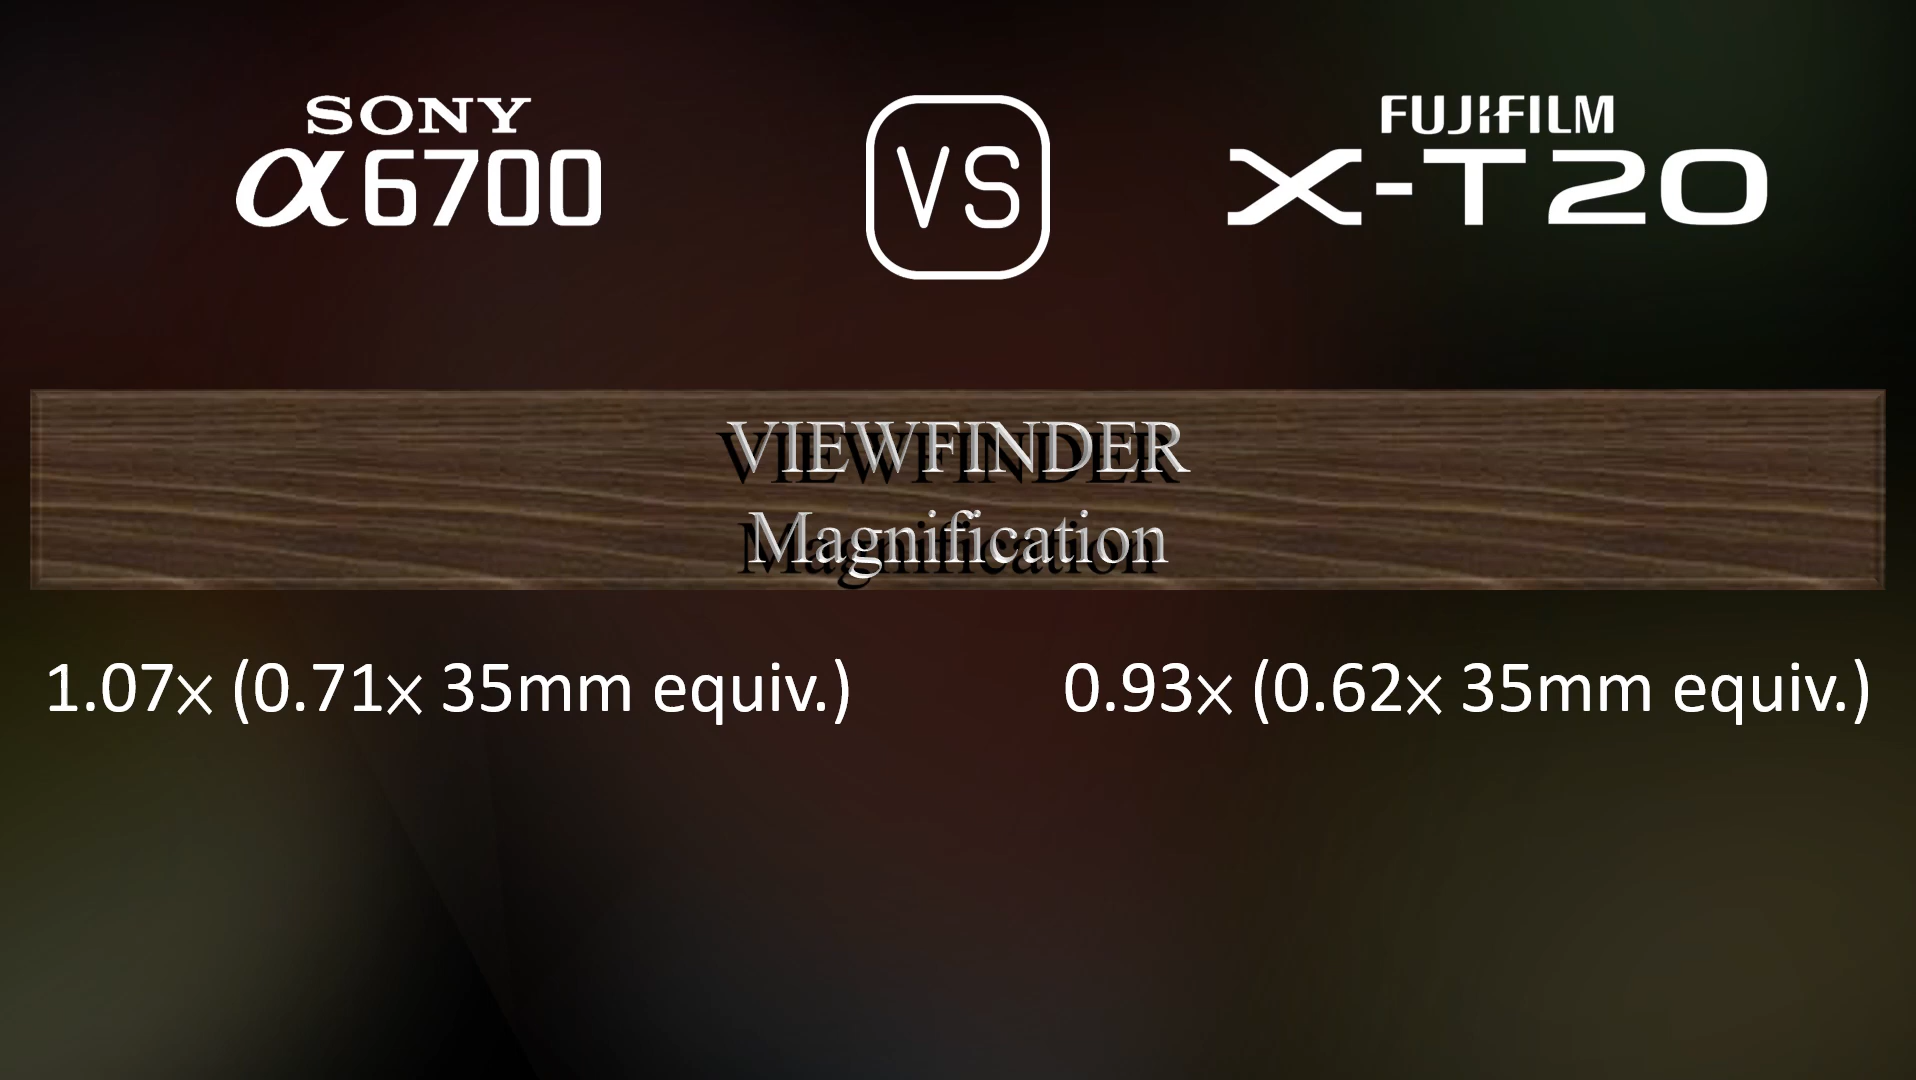 SONY
α6700
VS
FUJIFILM
X-T20
VIEWFINDER
Magnification
1.07x (0.71x 35mm equiv.)
0.93x (0.62x 35mm equiv.)